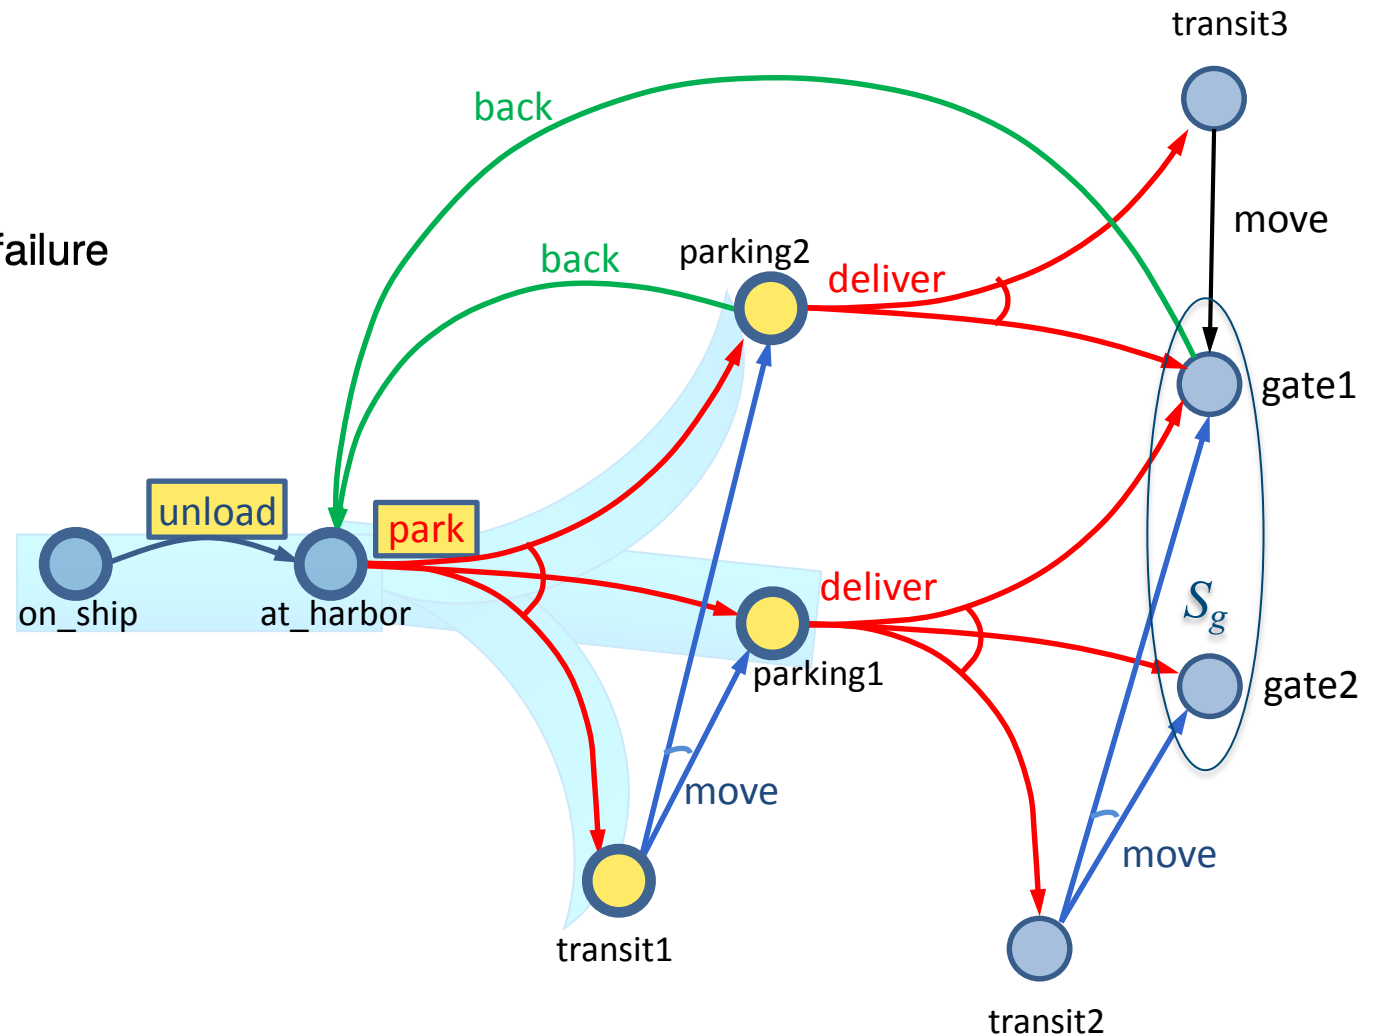 transit3
back
move
failure
parking2
back
deliver
gate1
unload
park
deliver
on_ship
at_harbor
S_g
parking1
gate2
move
move
transit1
transit2